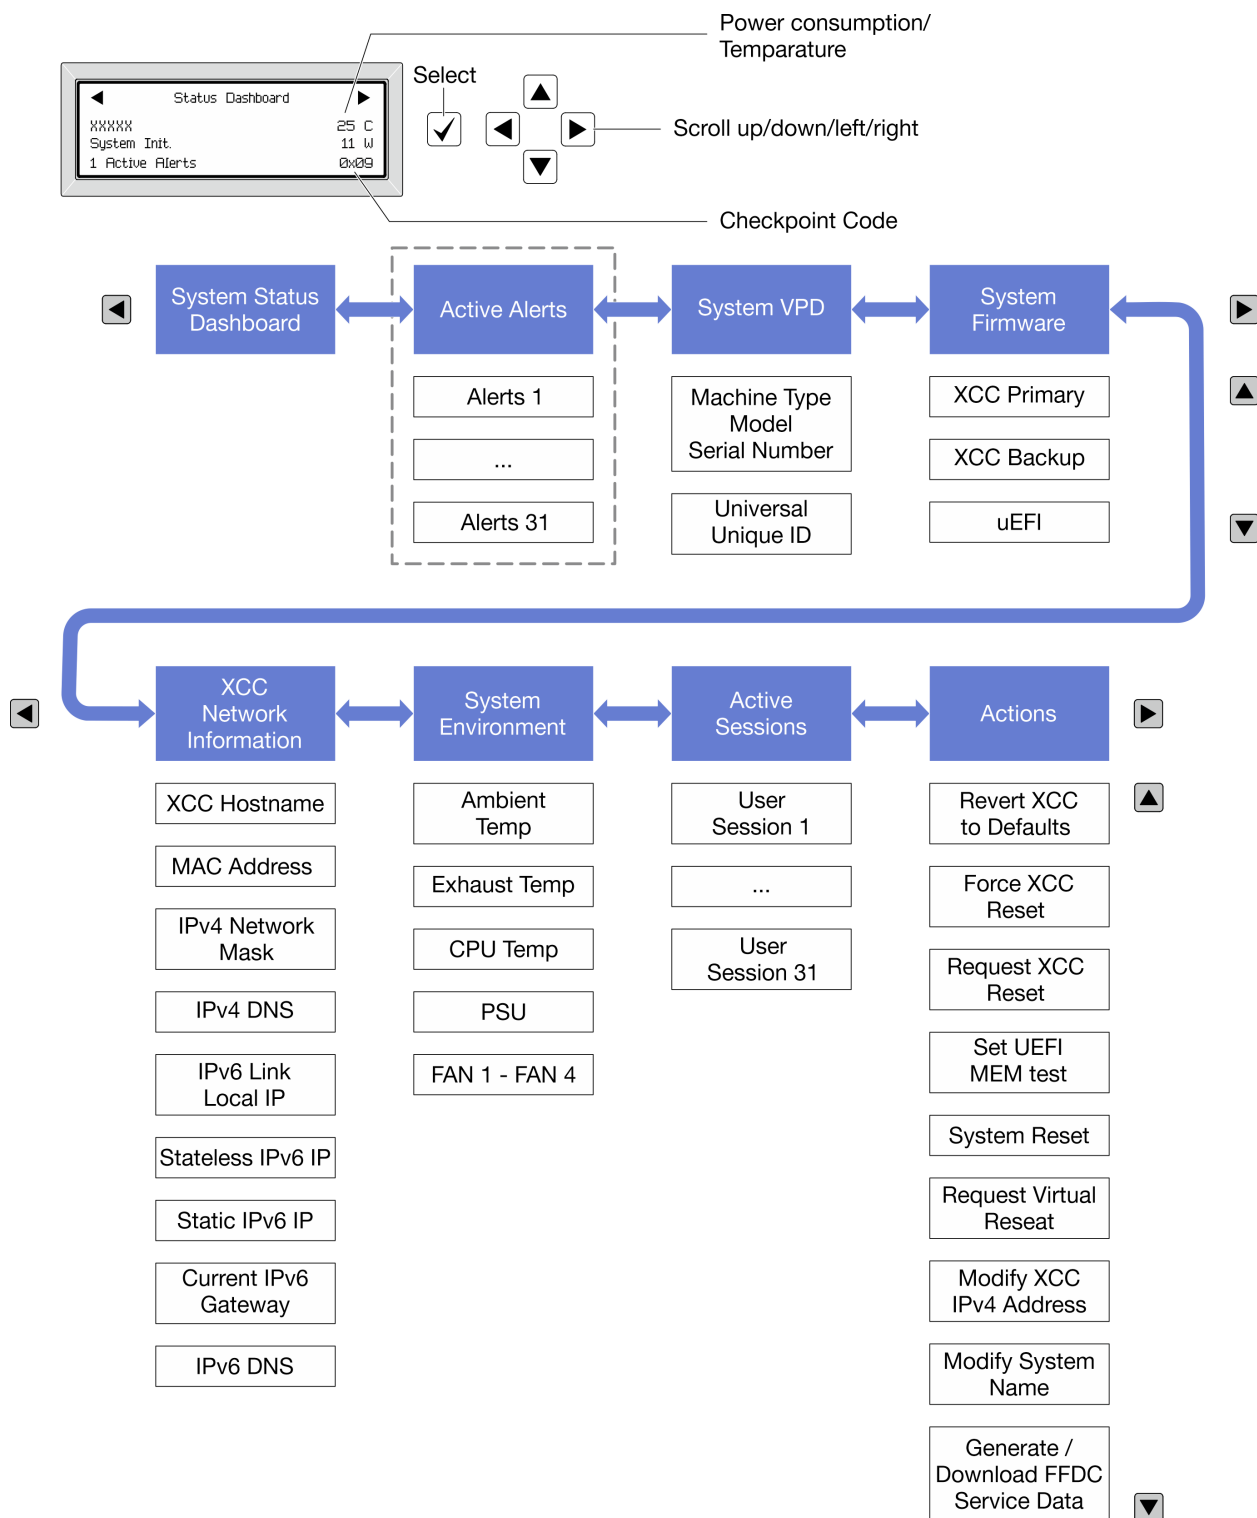 Power consumption/
Temparature
Select
Status Dashboard
XXXXX 25 C
System Init. 11 W
1 Active Alerts 0x09
Scroll up/down/left/right
Checkpoint Code
System Status
Dashboard
Active Alerts
System VPD
System
Firmware
Alerts 1
...
Alerts 31
Machine Type
Model
Serial Number
Universal
Unique ID
XCC Primary
XCC Backup
uEFI
XCC
Network
Information
System
Environment
Active
Sessions
Actions
XCC Hostname
MAC Address
IPv4 Network
Mask
IPv4 DNS
IPv6 Link
Local IP
Stateless IPv6 IP
Static IPv6 IP
Current IPv6
Gateway
IPv6 DNS
Ambient
Temp
Exhaust Temp
CPU Temp
PSU
FAN 1 - FAN 4
User
Session 1
...
User
Session 31
Revert XCC
to Defaults
Force XCC
Reset
Request XCC
Reset
Set UEFI
MEM test
System Reset
Request Virtual
Reseat
Modify XCC
IPv4 Address
Modify System
Name
Generate /
Download FFDC
Service Data